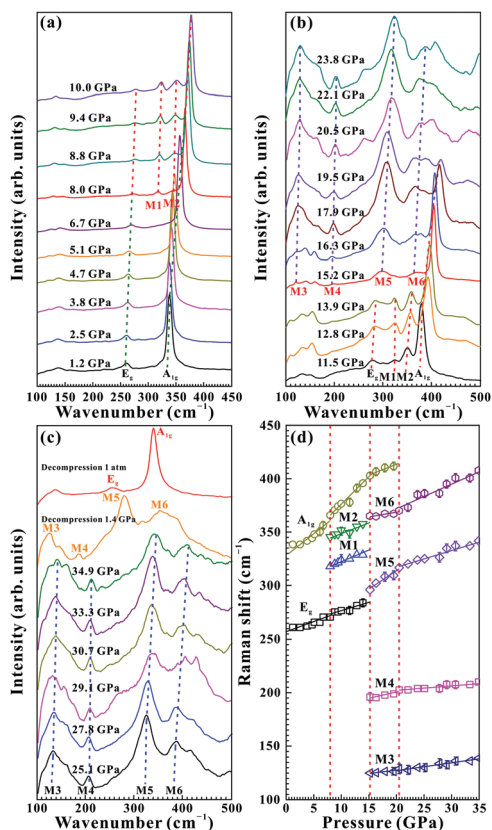 (a)
10.0 GPa
9.4 GPa
8.8 GPa
8.0 GPa
M1 M2
6.7 GPa
5.1 GPa
4.7 GPa
3.8 GPa
2.5 GPa
1.2 GPa
Eg A1g
100 150 200 250 300 350 400 450
Wavenumber (cm−1)
Intensity (arb. units)
(b)
23.8 GPa
22.1 GPa
20.5 GPa
19.5 GPa
17.9 GPa
16.3 GPa
15.2 GPa
M3 M4 M5 M6
13.9 GPa
12.8 GPa
11.5 GPa
Eg M1 M2 A1g
100 200 300 400 500
Wavenumber (cm−1)
Intensity (arb. units)
(c)
A1g
Decompression 1 atm
Eg
M5
M6
Decompression 1.4 GPa
M3
M4
34.9 GPa
33.3 GPa
30.7 GPa
29.1 GPa
27.8 GPa
25.1 GPa
M3 M4 M5 M6
100 200 300 400 500
Wavenumber (cm−1)
Intensity (arb. units)
(d)
450
400
350
300
250
200
150
100
A1g
M6
M2
M1
M5
Eg
M4
M3
0 5 10 15 20 25 30 35
Pressure (GPa)
Raman shift (cm−1)